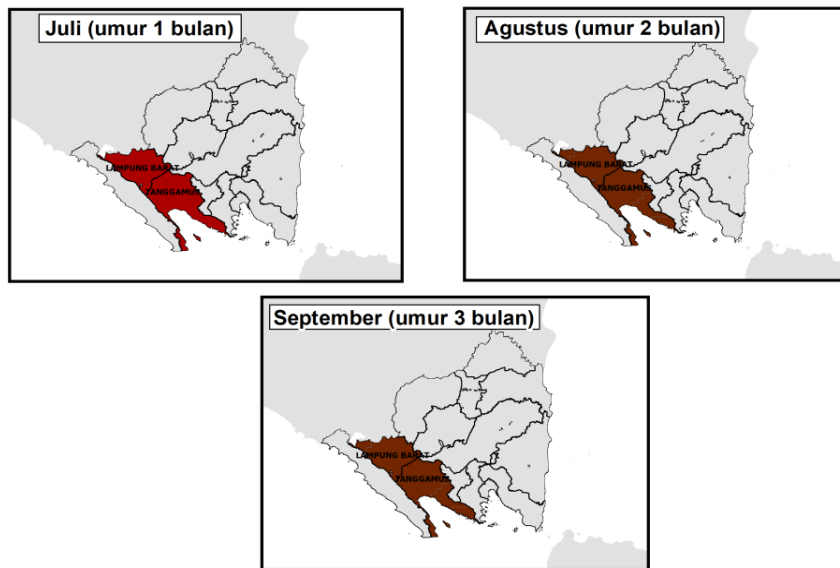 Juli (umur 1 bulan)
LAMPUNG BARAT
TANGGAMUS
Agustus (umur 2 bulan)
LAMPUNG BARAT
TANGGAMUS
September (umur 3 bulan)
LAMPUNG BARAT
TANGGAMUS